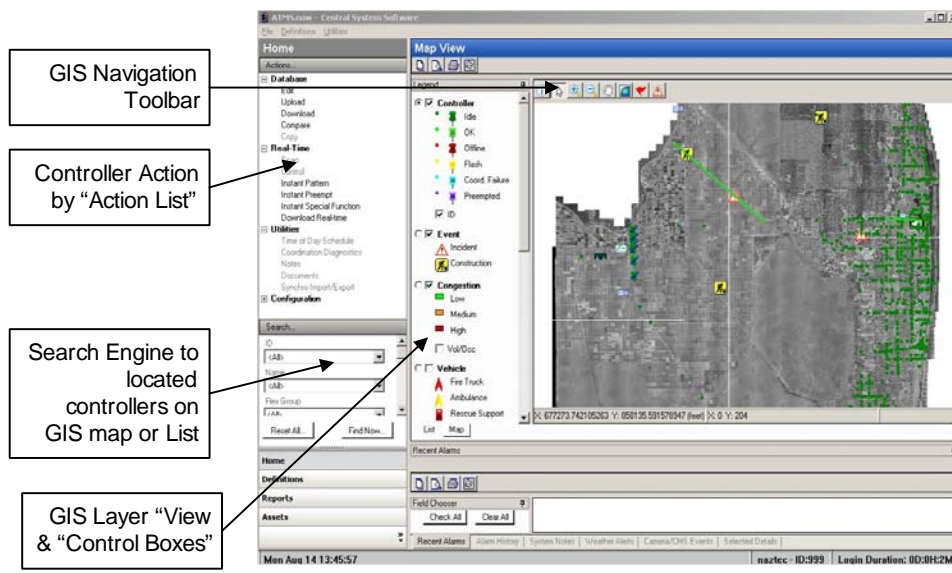 GIS Navigation
Toolbar
Controller Action
by “Action List”
Search Engine to
located
controllers on
GIS map or List
GIS Layer “View
& “Control Boxes”
ATMS.now - Central System Software
File Definitions Utilities
Home
Actions...
Database
Edit
Upload
Download
Compare
Copy
Real-Time
Scan
Control
Instant Pattern
Instant Preempt
Instant Special Function
Download Real-time
Utilities
Time of Day Schedule
Coordination Diagnostics
Notes
Documents
Synchro Import/Export
Configuration
Search...
ID
<All>
Name
<All>
Flex Group
<All>
Reset All... Find Now...
Home
Definitions
Reports
Assets
Map View
Legend
Controller
Idle
OK
Offline
Flash
Coord. Failure
Preempted
ID
Event
Incident
Construction
Congestion
Low
Medium
High
Vol/Occ
Vehicle
Fire Truck
Ambulance
Rescue Support
List Map
X: 677273.742105263 Y: 850135.591578947 (feet) X: 0 Y: 204
Recent Alarms
Field Chooser
Check All Clear All
Recent Alarms Alarm History System Notes Weather Alerts Camera/CMS Events Selected Details
Mon Aug 14 13:45:57 naztec - ID:999 Login Duration: 0D:0H:2M